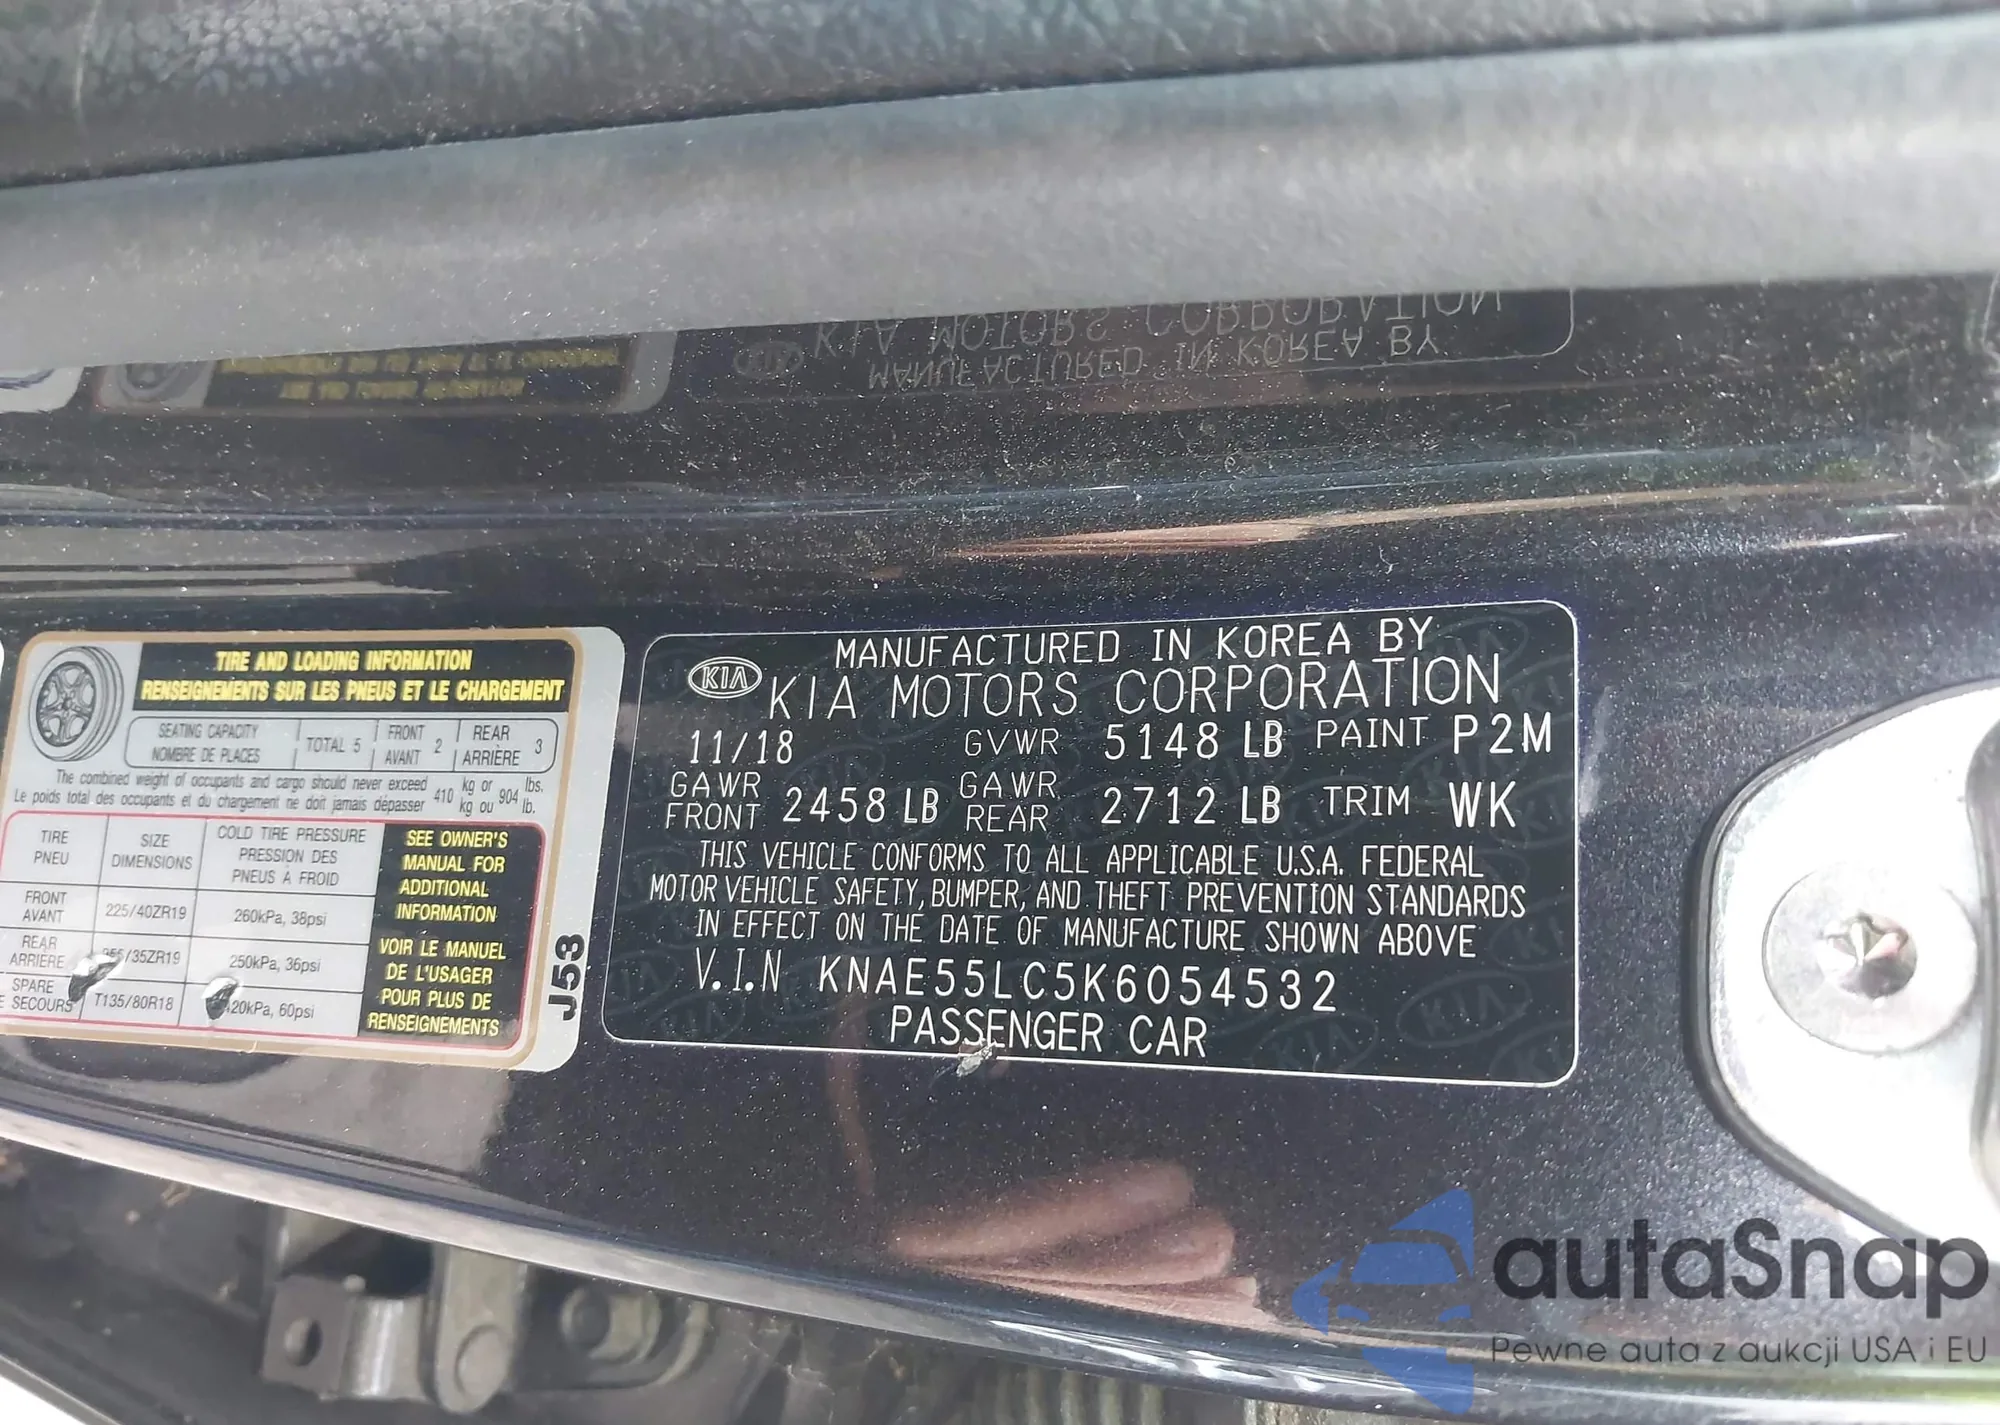 TIRE AND LOADING INFORMATION
RENSEIGNEMENTS SUR LES PNEUS ET LE CHARGEMENT
SEATING CAPACITY
NOMBRE DE PLACES
TOTAL 5
FRONT
AVANT
2
REAR
ARRIÈRE
3
The combined weight of occupants and cargo should never exceed
Le poids total des occupants et du chargement ne doit jamais dépasser
410
kg or
kg ou
904
lbs.
lb.
TIRE
PNEU
SIZE
DIMENSIONS
COLD TIRE PRESSURE
PRESSION DES
PNEUS À FROID
FRONT
AVANT
225/40ZR19
260kPa, 38psi
REAR
ARRIÈRE
/35ZR19
250kPa, 36psi
SPARE
SECOURS
T135/80R18
20kPa, 60psi
SEE OWNER'S
MANUAL FOR
ADDITIONAL
INFORMATION
VOIR LE MANUEL
DE L'USAGER
POUR PLUS DE
RENSEIGNEMENTS
J53
KIA
MANUFACTURED IN KOREA BY
KIA MOTORS CORPORATION
11/18 GVWR 5148 LB PAINT P2M
GAWR
FRONT
2458 LB
GAWR
REAR
2712 LB TRIM WK
THIS VEHICLE CONFORMS TO ALL APPLICABLE U.S.A. FEDERAL
MOTOR VEHICLE SAFETY, BUMPER, AND THEFT PREVENTION STANDARDS
IN EFFECT ON THE DATE OF MANUFACTURE SHOWN ABOVE
V.I.N KNAE55LC5K6054532
PASSENGER CAR
autaSnap
Pewne auta z aukcji USA i EU